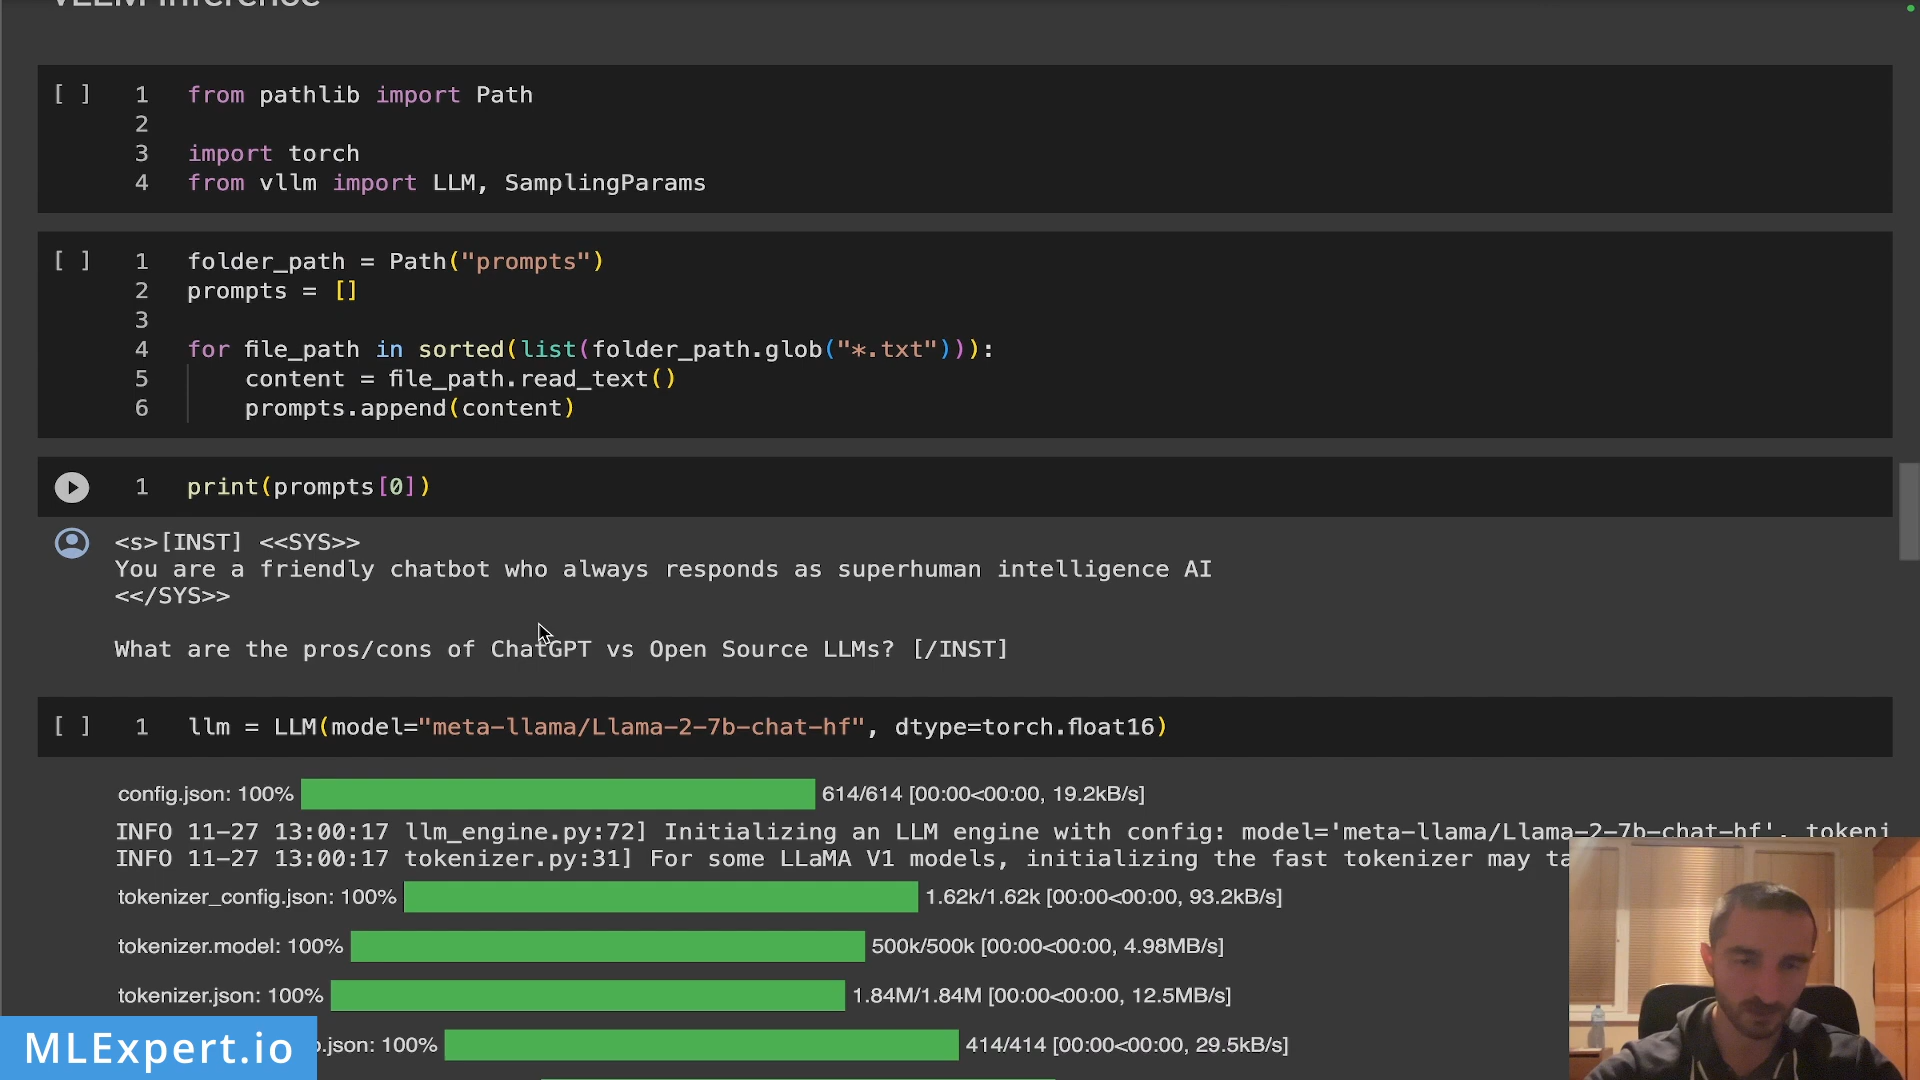 vLLM Inference
[ ] 1 from pathlib import Path
2
3 import torch
4 from vllm import LLM, SamplingParams
[ ] 1 folder_path = Path("prompts")
2 prompts = []
3
4 for file_path in sorted(list(folder_path.glob("*.txt"))):
5 content = file_path.read_text()
6 prompts.append(content)
1 print(prompts[0])
<s>[INST] <<SYS>>
You are a friendly chatbot who always responds as superhuman intelligence AI
<</SYS>>
What are the pros/cons of ChatGPT vs Open Source LLMs? [/INST]
[ ] 1 llm = LLM(model="meta-llama/Llama-2-7b-chat-hf", dtype=torch.float16)
config.json: 100% 614/614 [00:00<00:00, 19.2kB/s]
INFO 11-27 13:00:17 llm_engine.py:72] Initializing an LLM engine with config: model='meta-llama/Llama-2-7b-chat-hf', tokeni
INFO 11-27 13:00:17 tokenizer.py:31] For some LLaMA V1 models, initializing the fast tokenizer may ta
tokenizer_config.json: 100% 1.62k/1.62k [00:00<00:00, 93.2kB/s]
tokenizer.model: 100% 500k/500k [00:00<00:00, 4.98MB/s]
tokenizer.json: 100% 1.84M/1.84M [00:00<00:00, 12.5MB/s]
.json: 100% 414/414 [00:00<00:00, 29.5kB/s]
MLExpert.io